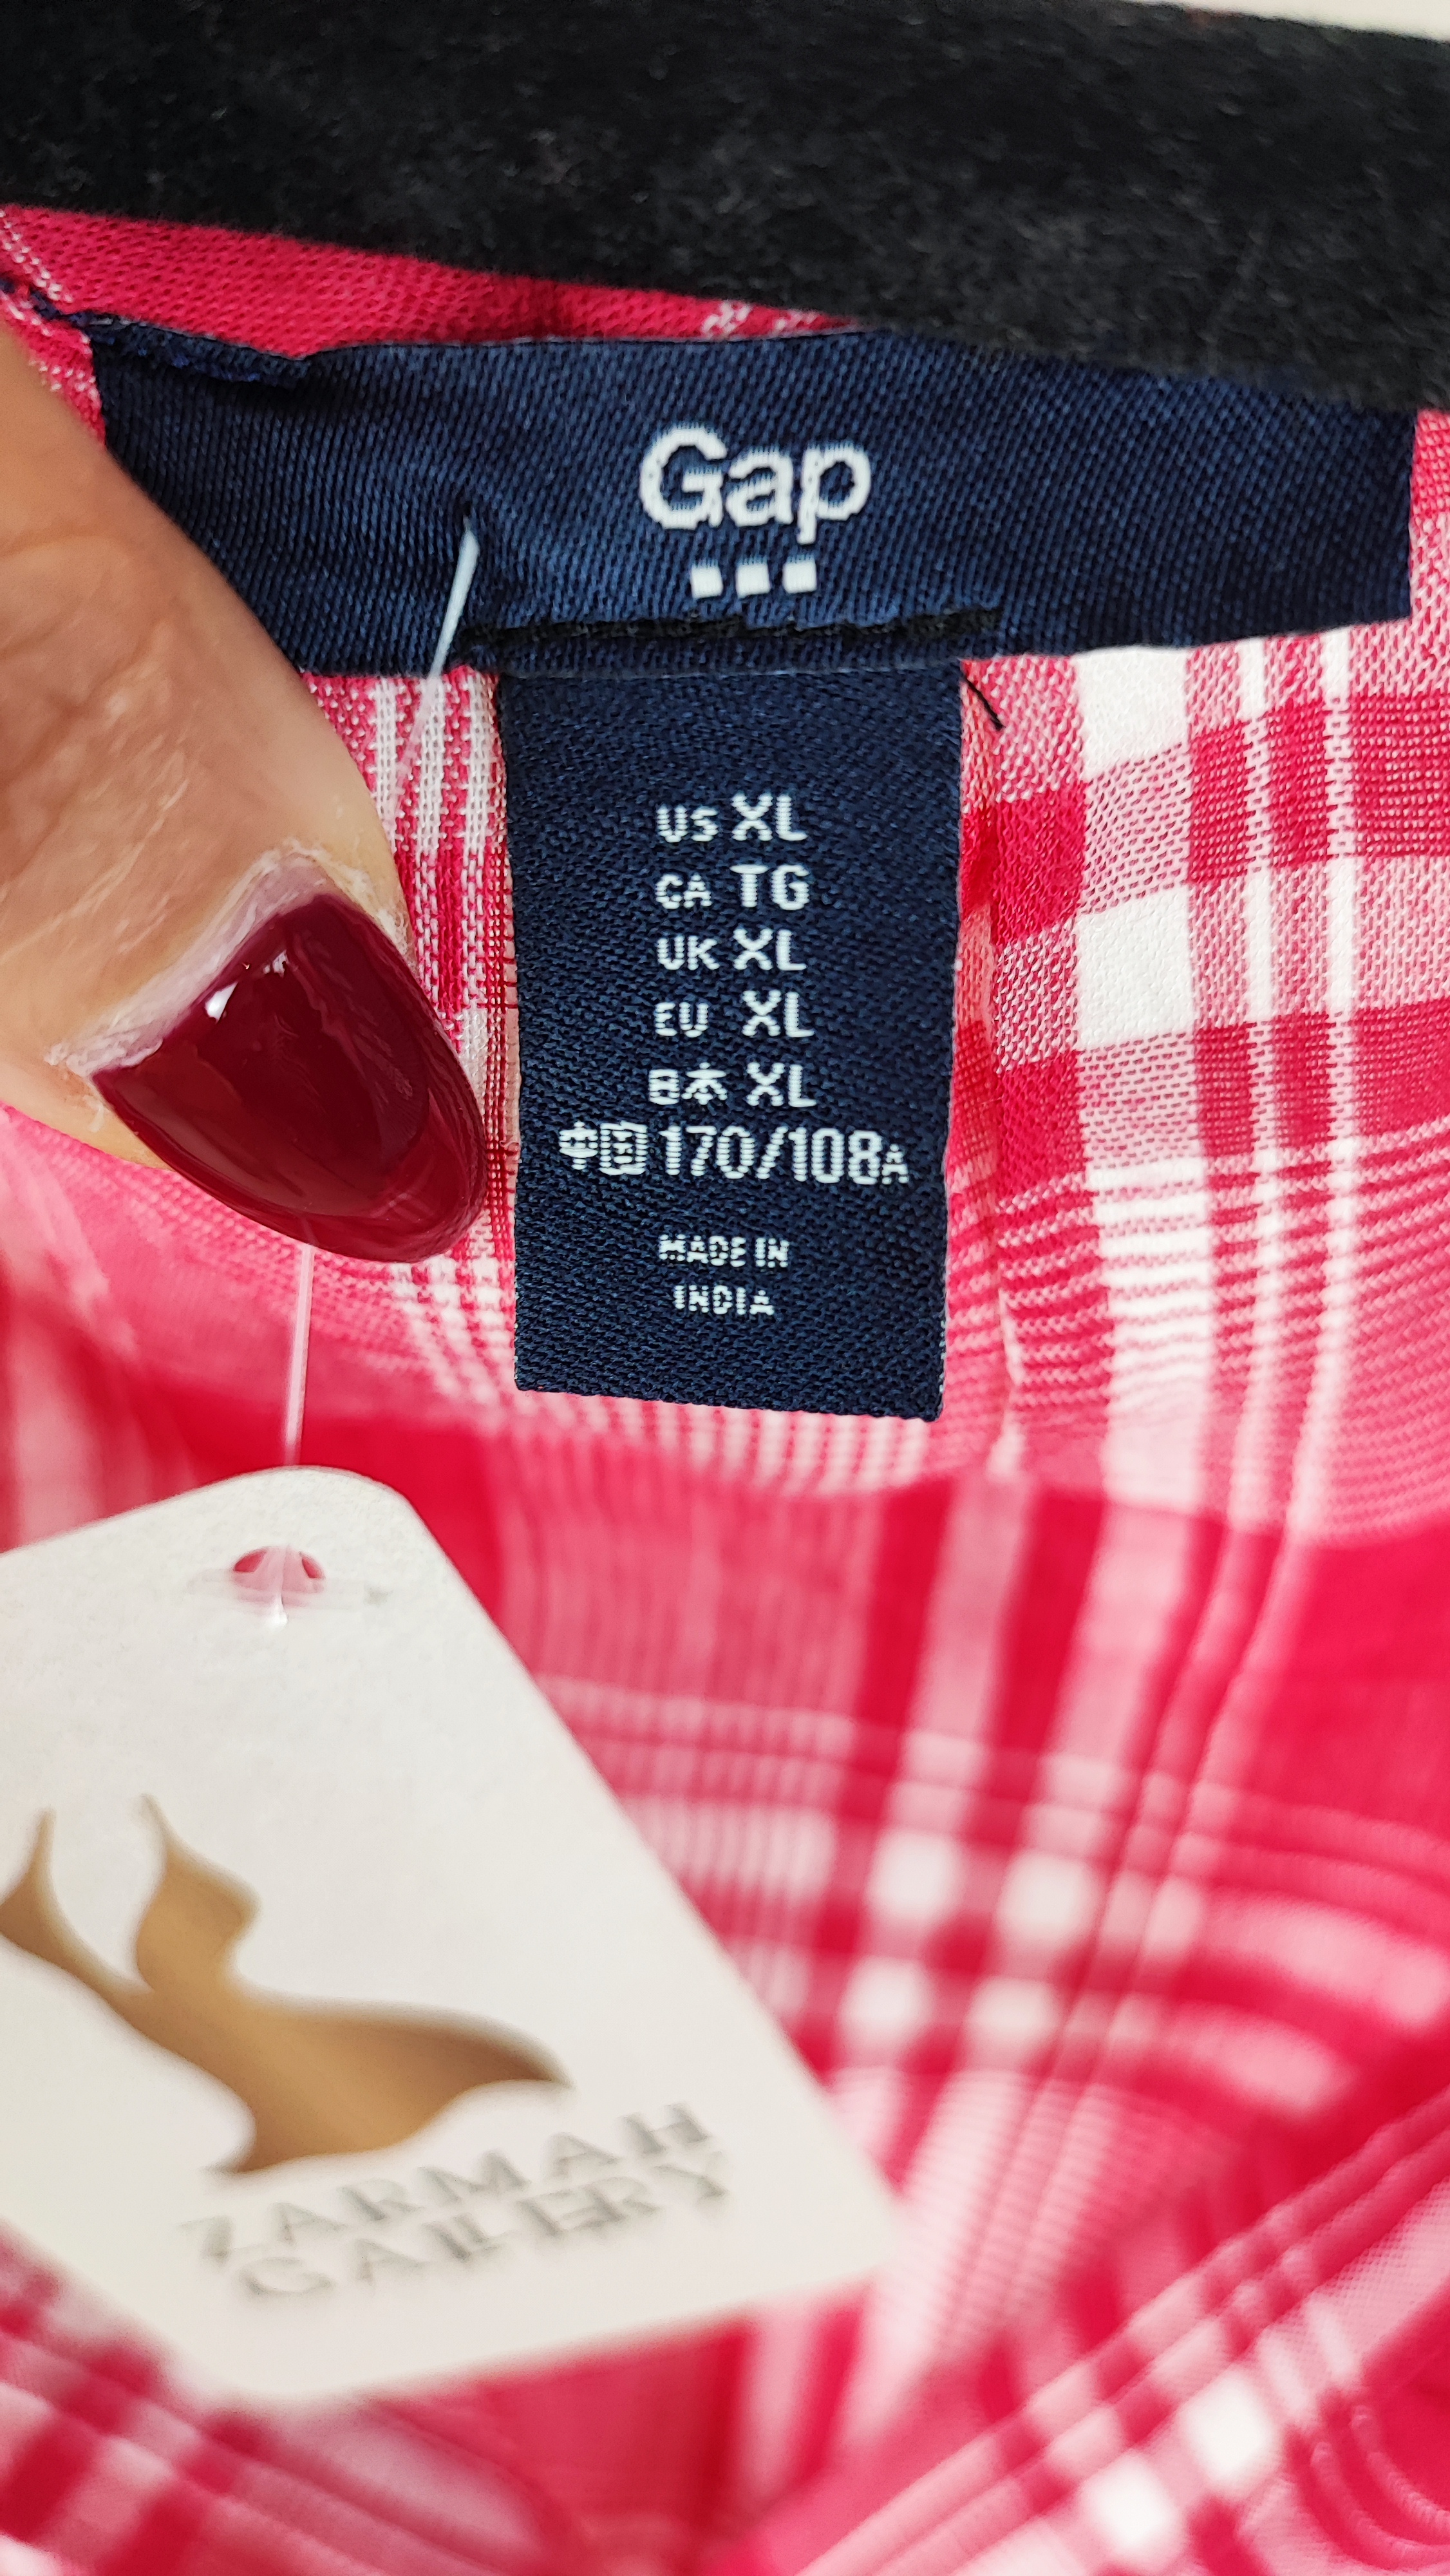 Gap
US XL
CA TG
UK XL
EU XL
日本 XL
中国 170/108A
MADE IN
INDIA
ZARMAH
GALLERY